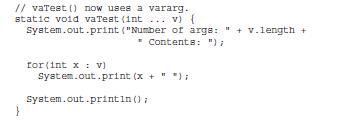 // vaTest() now uses a vararg.
static void vaTest(int ... v) {
System.out.print("Number of args: " + v.length +
" Contents: ");
for(int x : v)
System.out.print(x + " ");
System.out.println();
}